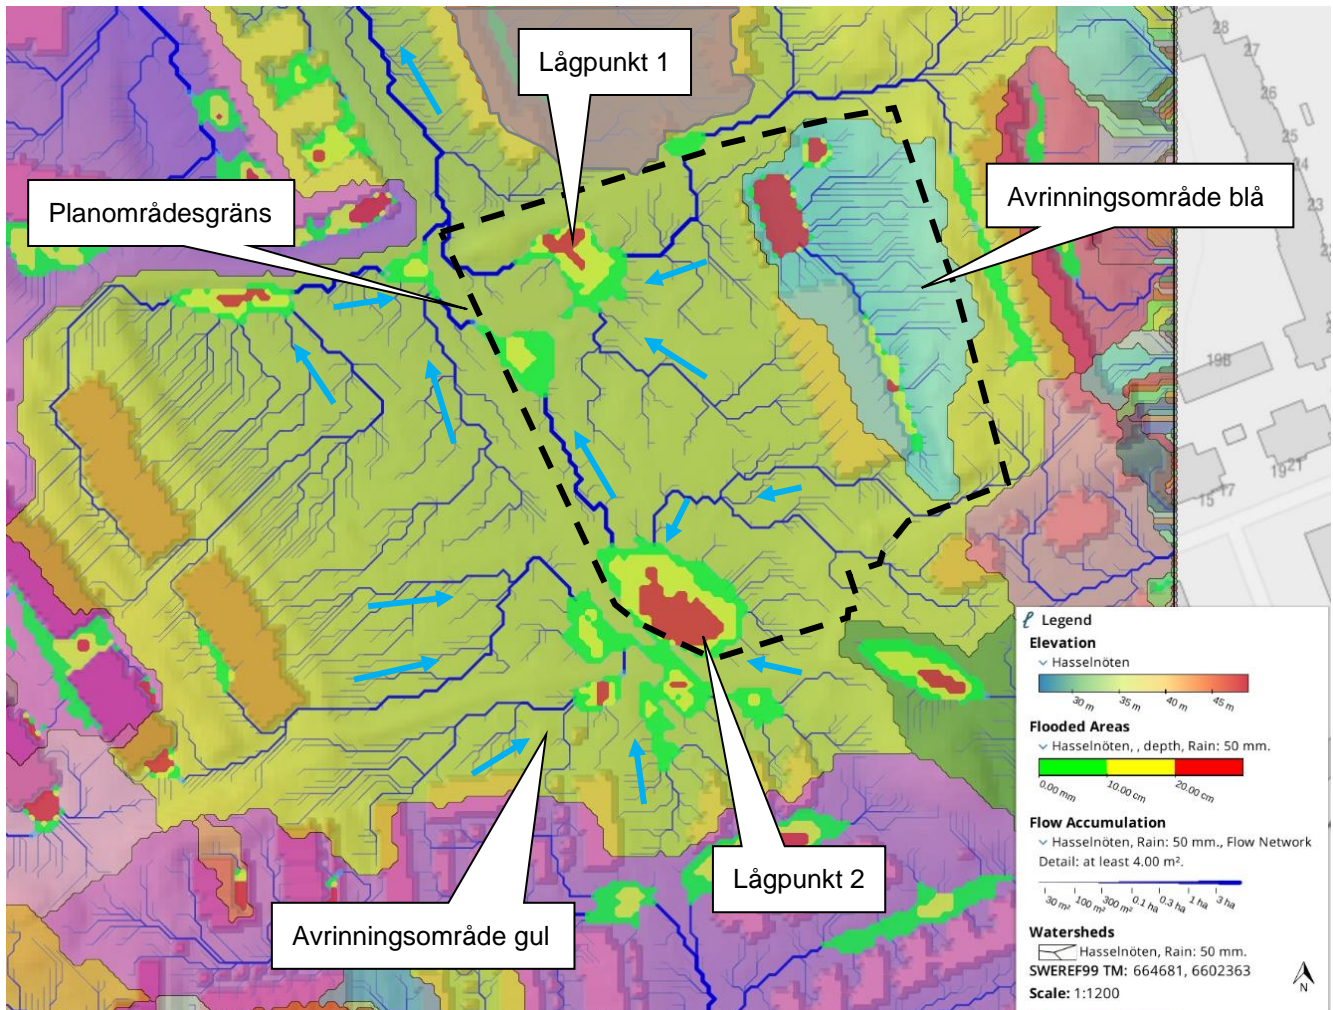 Lågpunkt 1
Planområdesgräns
Avrinningsområde blå
Lågpunkt 2
Avrinningsområde gul
28
27
26
25
24
23
19B
19
21
15
17
Legend
Elevation
Hasselnöten
30 m
35 m
40 m
45 m
Flooded Areas
Hasselnöten, , depth, Rain: 50 mm.
0.00 mm
10.00 cm
20.00 cm
Flow Accumulation
Hasselnöten, Rain: 50 mm., Flow Network
Detail: at least 4.00 m².
30 m²
100 m²
300 m²
0.1 ha
0.3 ha
1 ha
3 ha
Watersheds
Hasselnöten, Rain: 50 mm.
SWEREF99 TM: 664681, 6602363
Scale: 1:1200
N